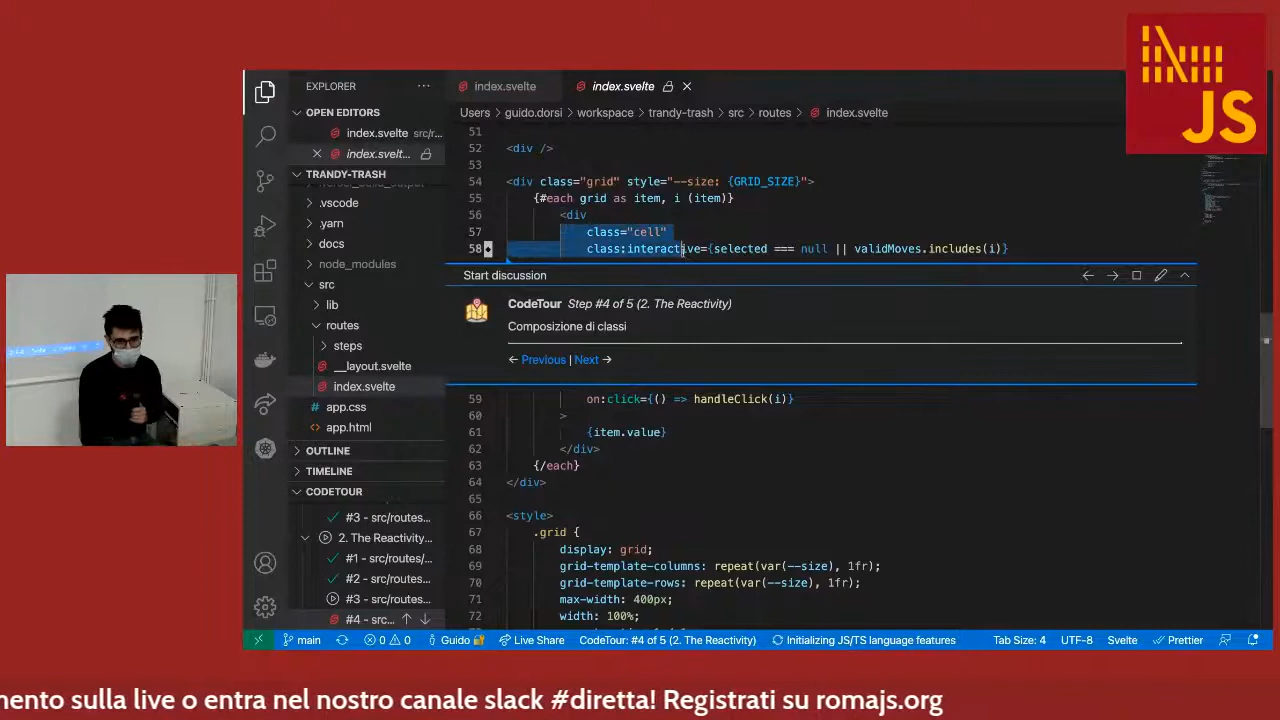 JS
EXPLORER
OPEN EDITORS
index.svelte src/r...
index.svelt...
TRANDY-TRASH
.vscode
.yarn
docs
node_modules
src
lib
routes
steps
__layout.svelte
index.svelte
app.css
app.html
OUTLINE
TIMELINE
CODETOUR
#3 - src/routes...
2. The Reactivity...
#1 - src/routes/...
#2 - src/routes...
#3 - src/routes...
#4 - src...
index.svelte
index.svelte
Users > guido.dorsi > workspace > trandy-trash > src > routes > index.svelte
51
52 <div />
53
54 <div class="grid" style="--size: {GRID_SIZE}">
55 {#each grid as item, i (item)}
56 <div
57 class="cell"
58 class:interactive={selected === null || validMoves.includes(i)}
Start discussion
CodeTour Step #4 of 5 (2. The Reactivity)
Composizione di classi
← Previous | Next →
59 on:click={() => handleClick(i)}
60 >
61 {item.value}
62 </div>
63 {/each}
64 </div>
65
66 <style>
67 .grid {
68 display: grid;
69 grid-template-columns: repeat(var(--size), 1fr);
70 grid-template-rows: repeat(var(--size), 1fr);
71 max-width: 400px;
72 width: 100%;
main 0 0 Guido Live Share CodeTour: #4 of 5 (2. The Reactivity) Initializing JS/TS language features Tab Size: 4 UTF-8 Svelte Prettier
mento sulla live o entra nel nostro canale slack #diretta! Registrati su romajs.org